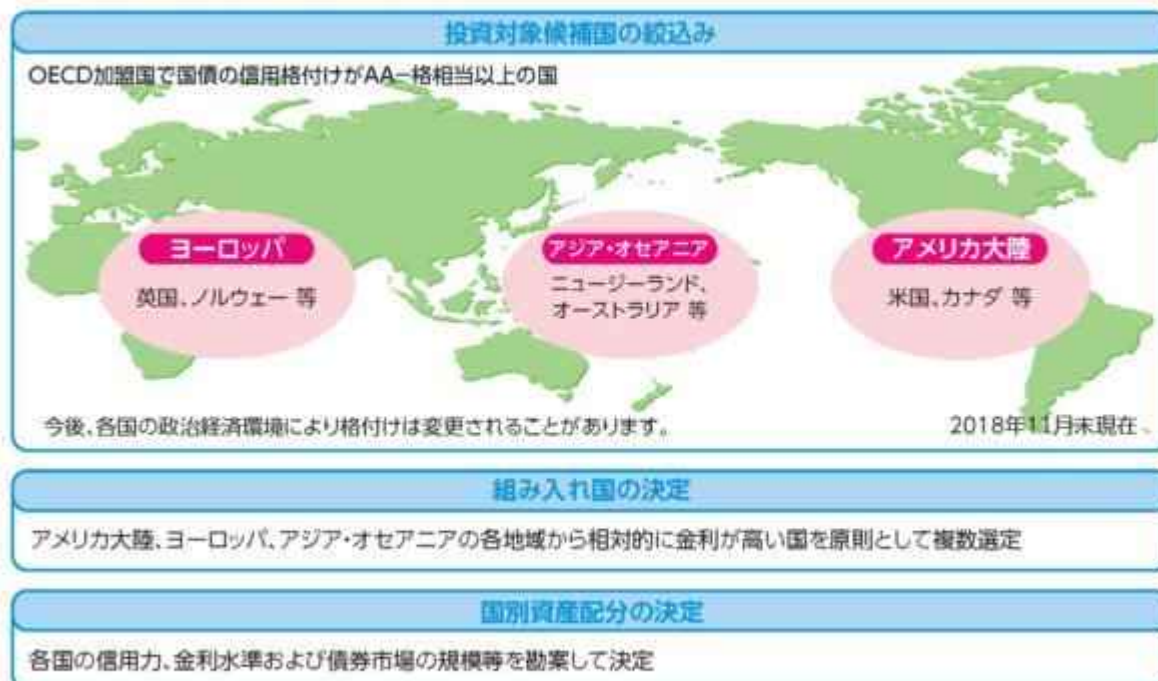 投資対象候補国の絞込み
OECD加盟国で国債の信用格付けがAA−格相当以上の国
ヨーロッパ
英国、ノルウェー 等
アジア・オセアニア
ニュージーランド、
オーストラリア 等
アメリカ大陸
米国、カナダ 等
今後、各国の政治経済環境により格付けは変更されることがあります。
2018年11月末現在
組み入れ国の決定
アメリカ大陸、ヨーロッパ、アジア・オセアニアの各地域から相対的に金利が高い国を原則として複数選定
国別資産配分の決定
各国の信用力、金利水準および債券市場の規模等を勘案して決定